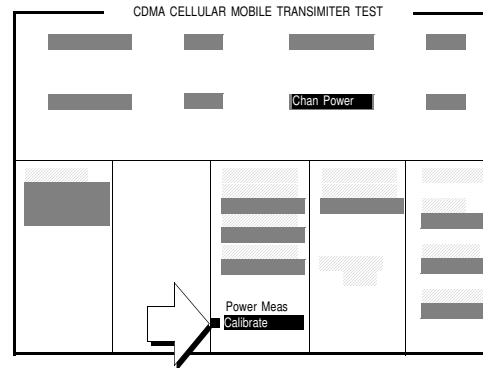 CDMA CELLULAR MOBILE TRANSIMITER TEST
Chan Power
Power Meas
Calibrate